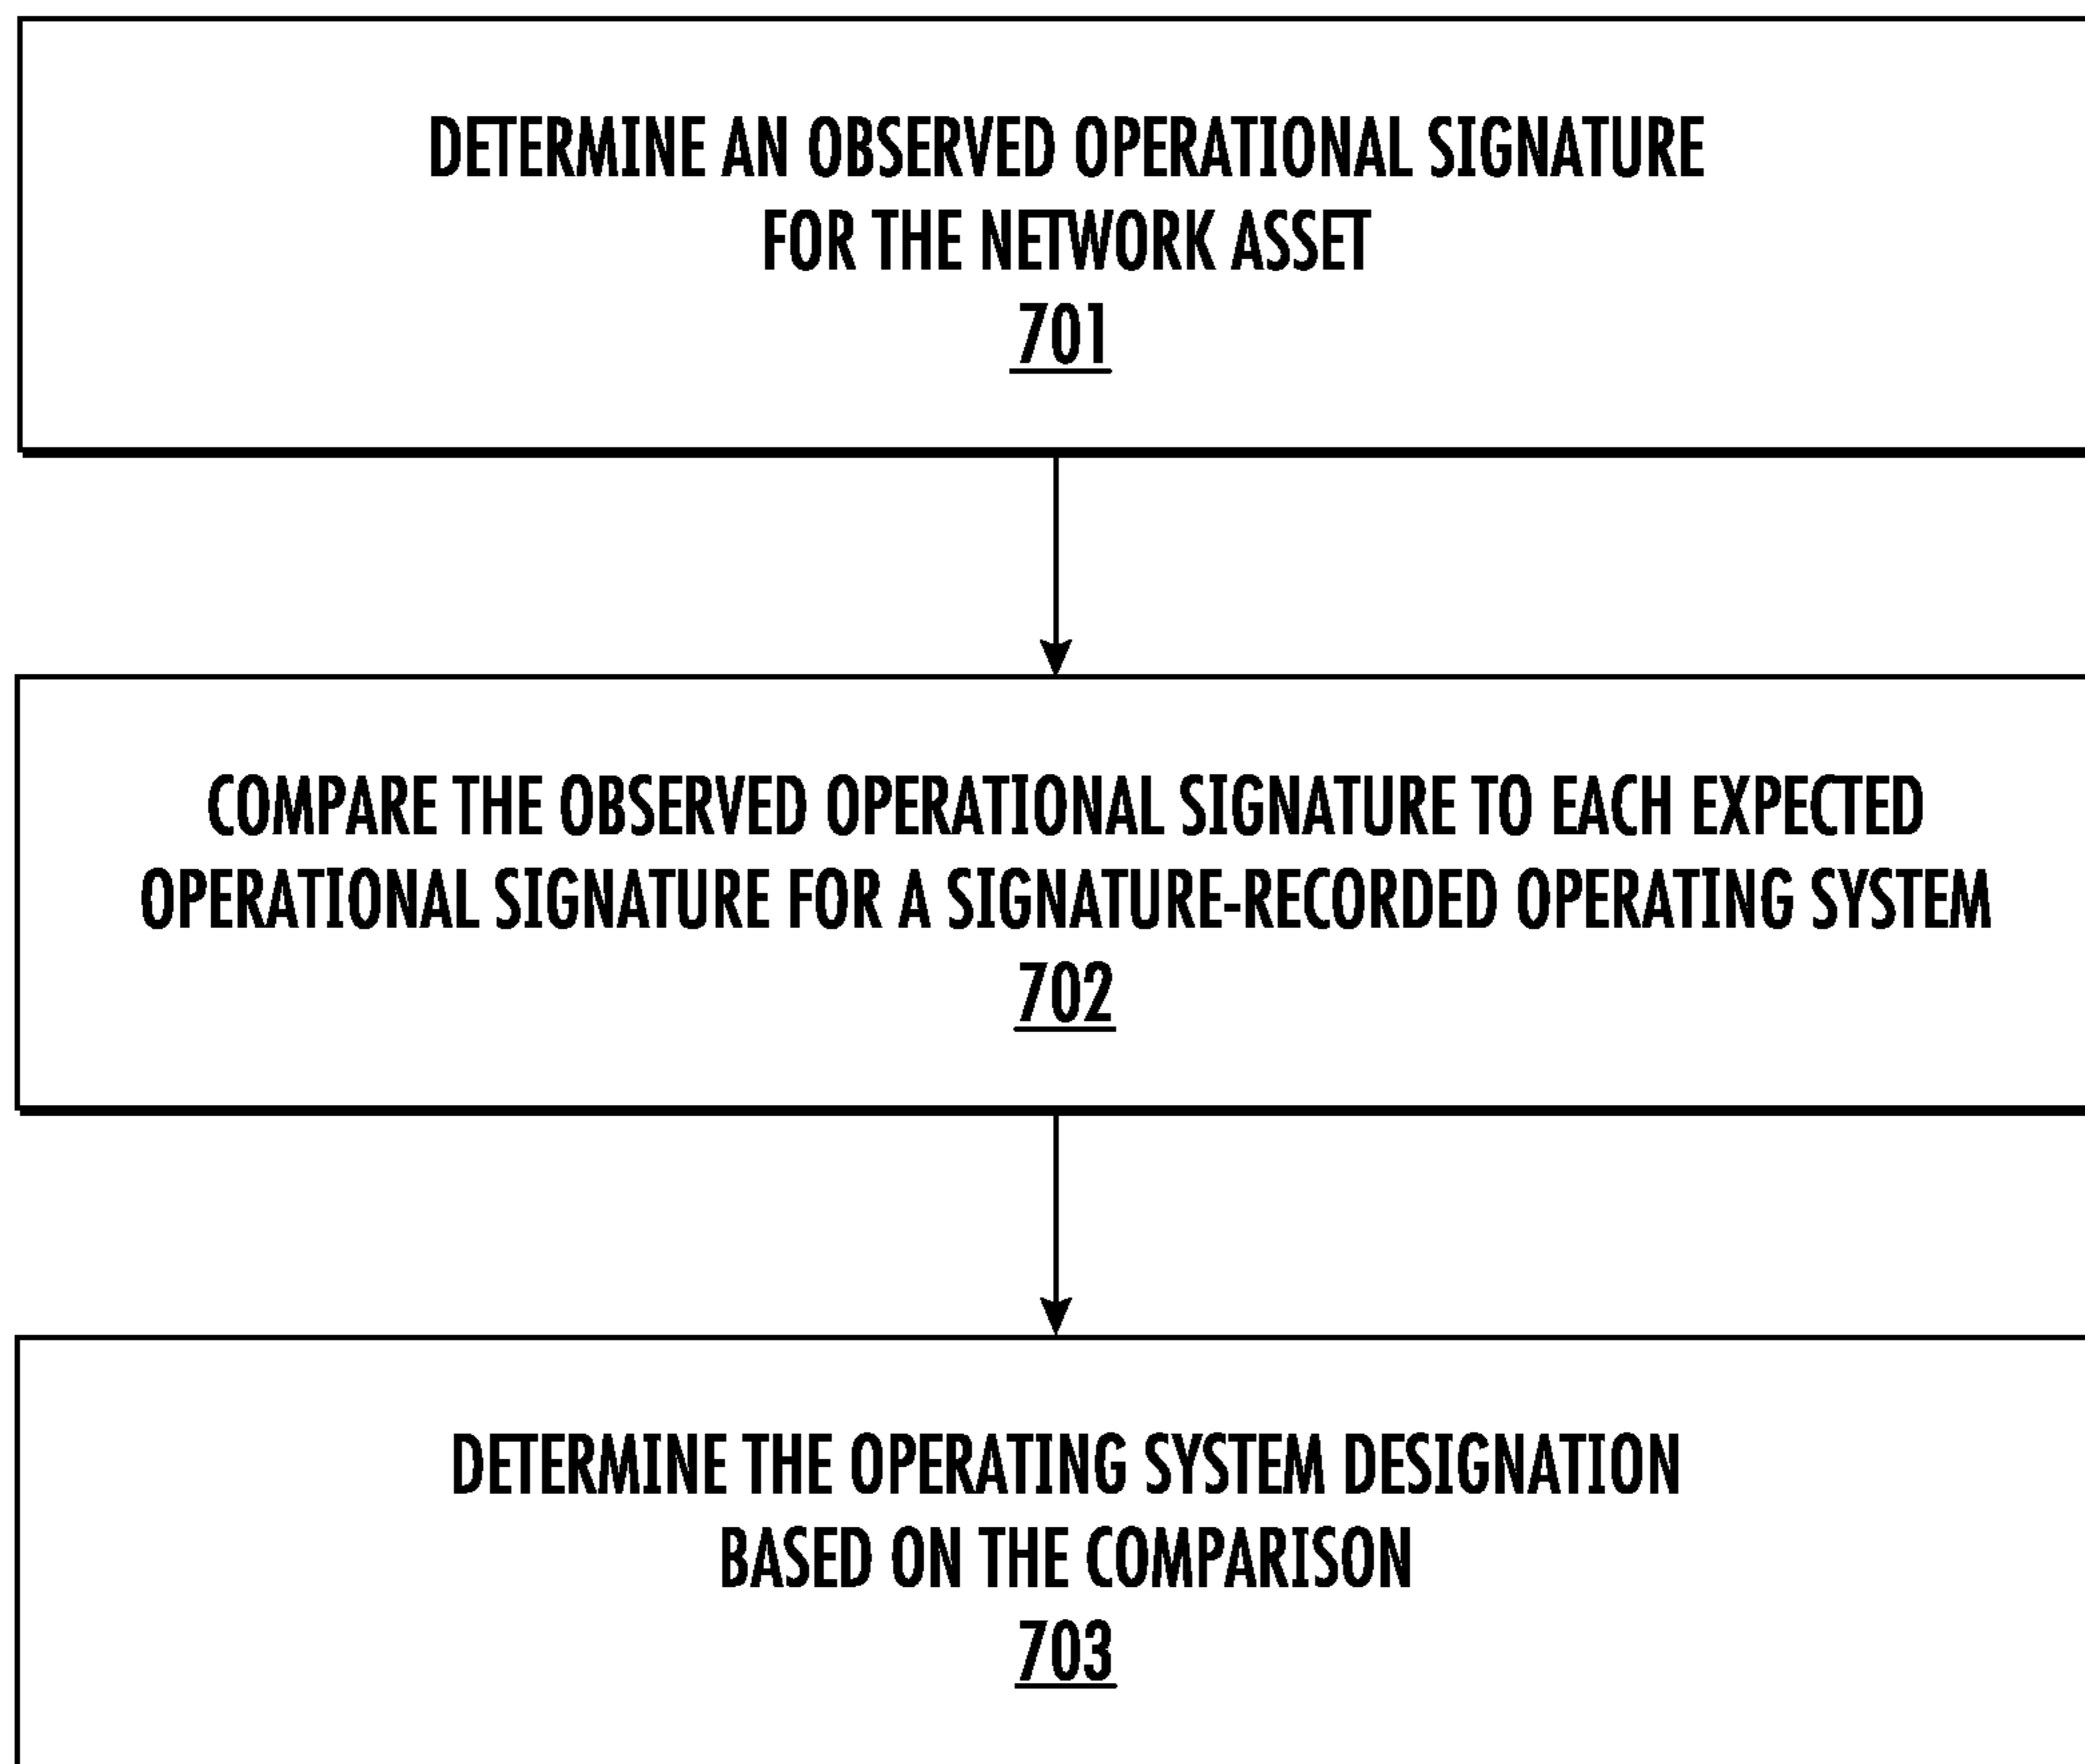 DETERMINE AN OBSERVED OPERATIONAL SIGNATURE
FOR THE NETWORK ASSET
701
COMPARE THE OBSERVED OPERATIONAL SIGNATURE TO EACH EXPECTED
OPERATIONAL SIGNATURE FOR A SIGNATURE-RECORDED OPERATING SYSTEM
702
DETERMINE THE OPERATING SYSTEM DESIGNATION
BASED ON THE COMPARISON
703